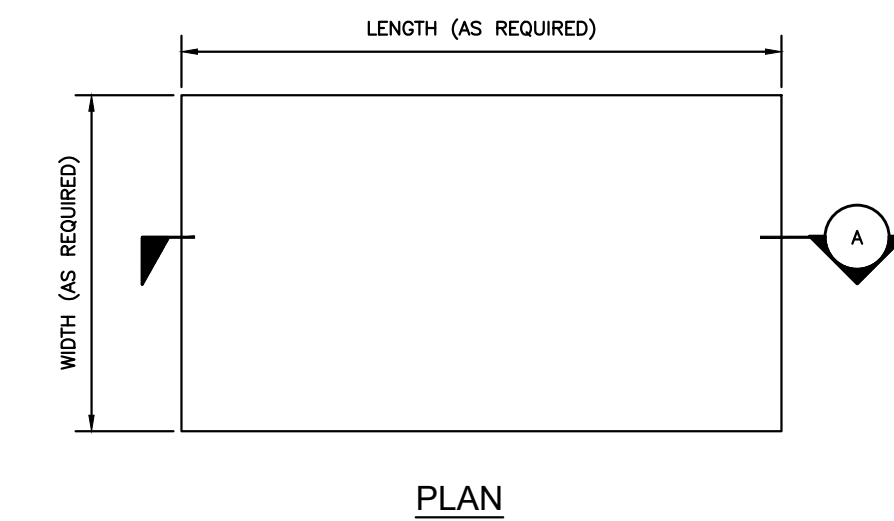 LENGTH (AS REQUIRED)
WIDTH (AS REQUIRED)
A
PLAN